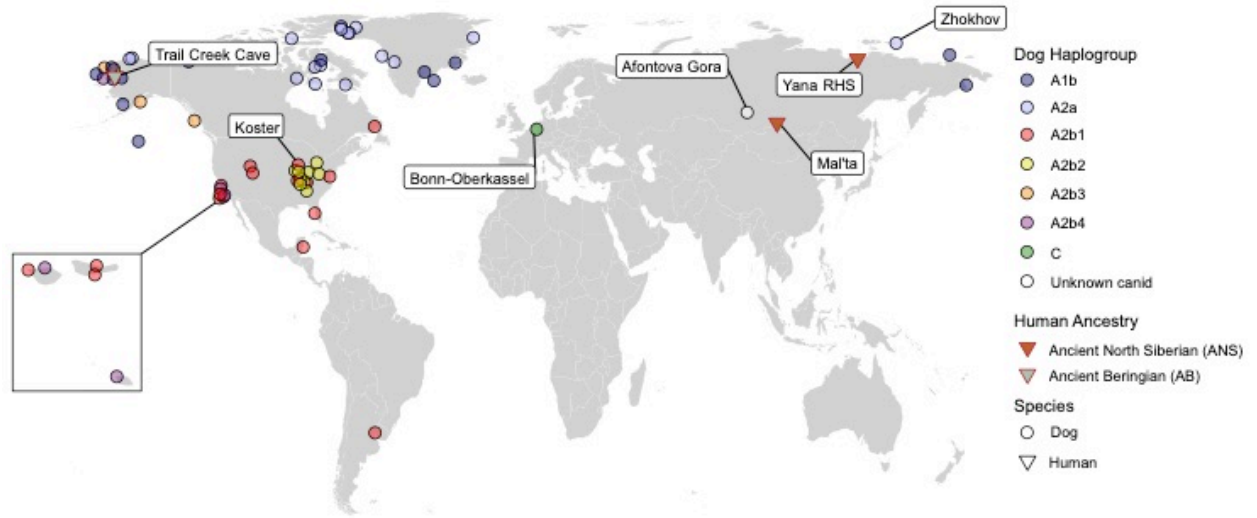 Zhokhov
Trail Creek Cave
Afontova Gora
Yana RHS
Koster
Mal'ta
Bonn-Oberkassel
Dog Haplogroup
A1b
A2a
A2b1
A2b2
A2b3
A2b4
C
Unknown canid
Human Ancestry
Ancient North Siberian (ANS)
Ancient Beringian (AB)
Species
Dog
Human